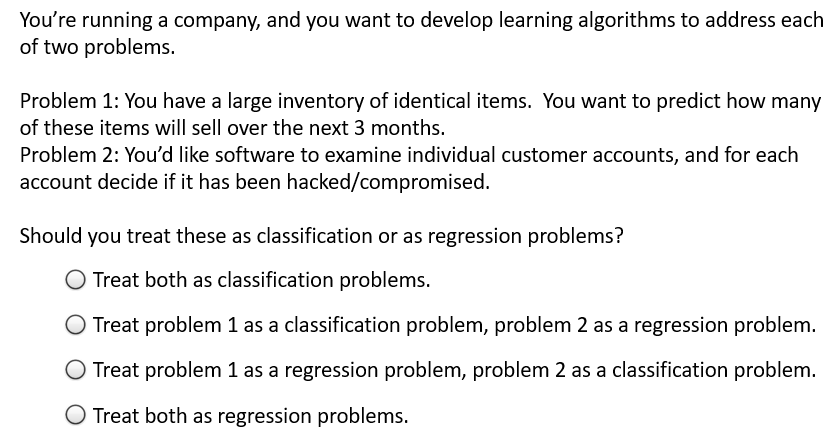 You’re running a company, and you want to develop learning algorithms to address each
of two problems.
Problem 1: You have a large inventory of identical items.  You want to predict how many
of these items will sell over the next 3 months.
Problem 2: You’d like software to examine individual customer accounts, and for each
account decide if it has been hacked/compromised.
Should you treat these as classification or as regression problems?
Treat both as classification problems.
Treat problem 1 as a classification problem, problem 2 as a regression problem.
Treat problem 1 as a regression problem, problem 2 as a classification problem.
Treat both as regression problems.